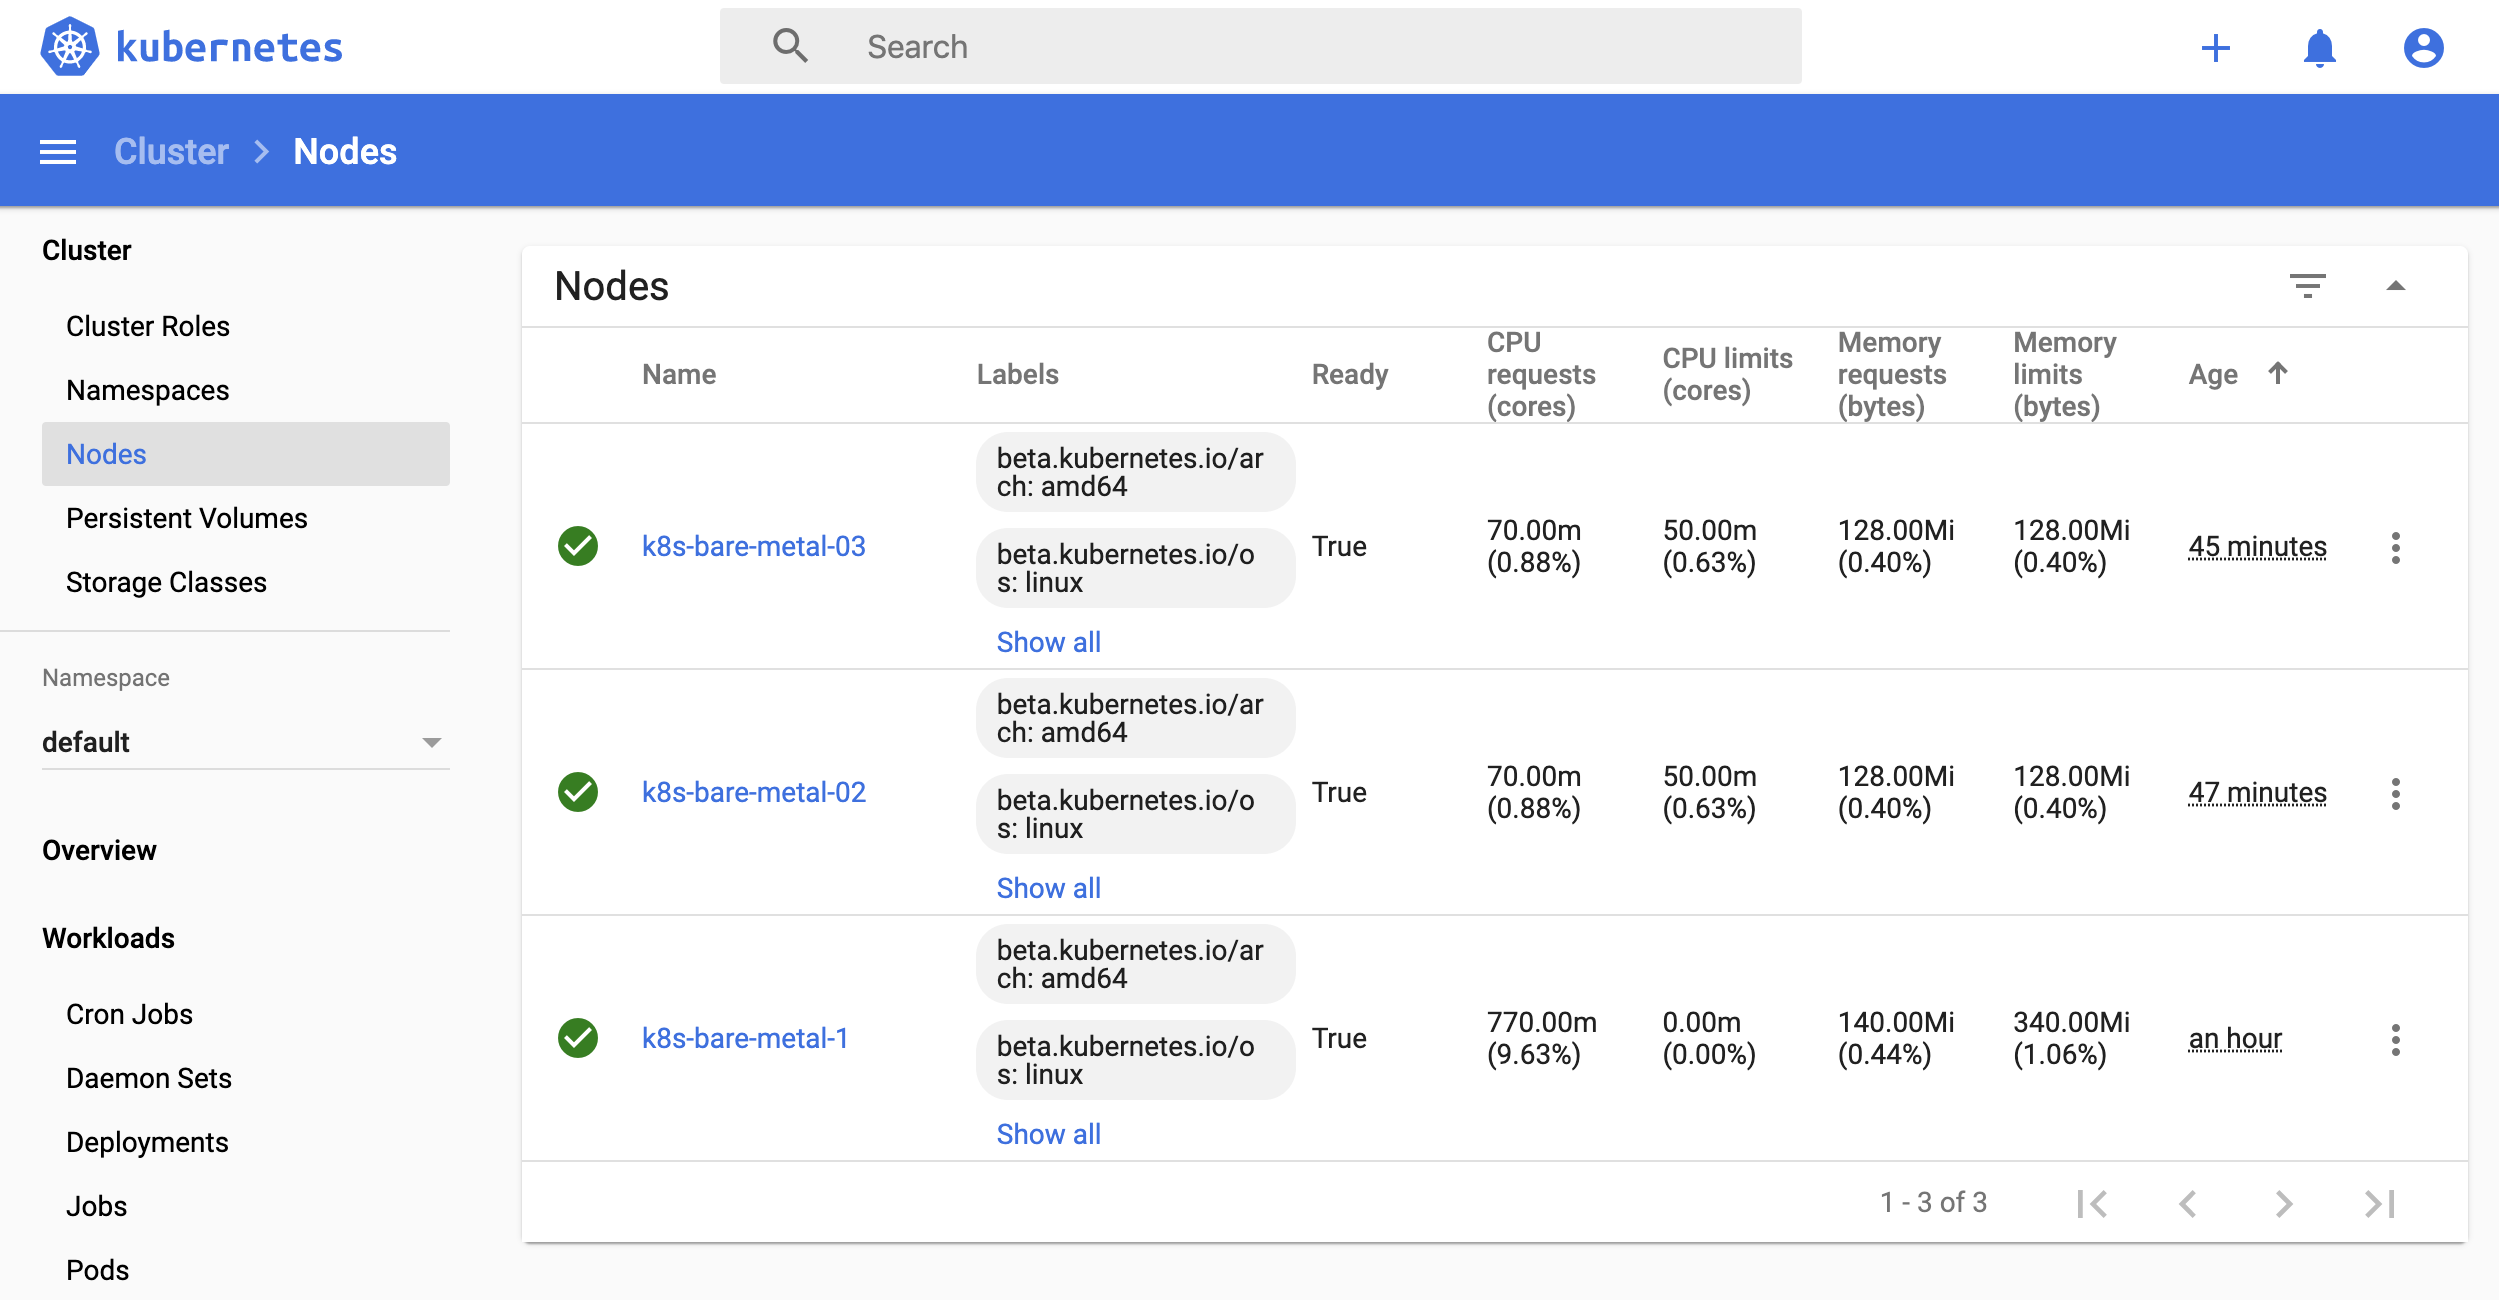 kubernetes
Search
Cluster
Nodes
Cluster
Cluster Roles
Namespaces
Nodes
Persistent Volumes
Storage Classes
Namespace
default
Overview
Workloads
Cron Jobs
Daemon Sets
Deployments
Jobs
Pods
Nodes
Name
Labels
Ready
CPU
requests
(cores)
CPU limits
(cores)
Memory
requests
(bytes)
Memory
limits
(bytes)
Age
k8s-bare-metal-03
beta.kubernetes.io/ar
ch: amd64
beta.kubernetes.io/o
s: linux
Show all
True
70.00m
(0.88%)
50.00m
(0.63%)
128.00Mi
(0.40%)
128.00Mi
(0.40%)
45 minutes
k8s-bare-metal-02
beta.kubernetes.io/ar
ch: amd64
beta.kubernetes.io/o
s: linux
Show all
True
70.00m
(0.88%)
50.00m
(0.63%)
128.00Mi
(0.40%)
128.00Mi
(0.40%)
47 minutes
k8s-bare-metal-1
beta.kubernetes.io/ar
ch: amd64
beta.kubernetes.io/o
s: linux
Show all
True
770.00m
(9.63%)
0.00m
(0.00%)
140.00Mi
(0.44%)
340.00Mi
(1.06%)
an hour
1 - 3 of 3